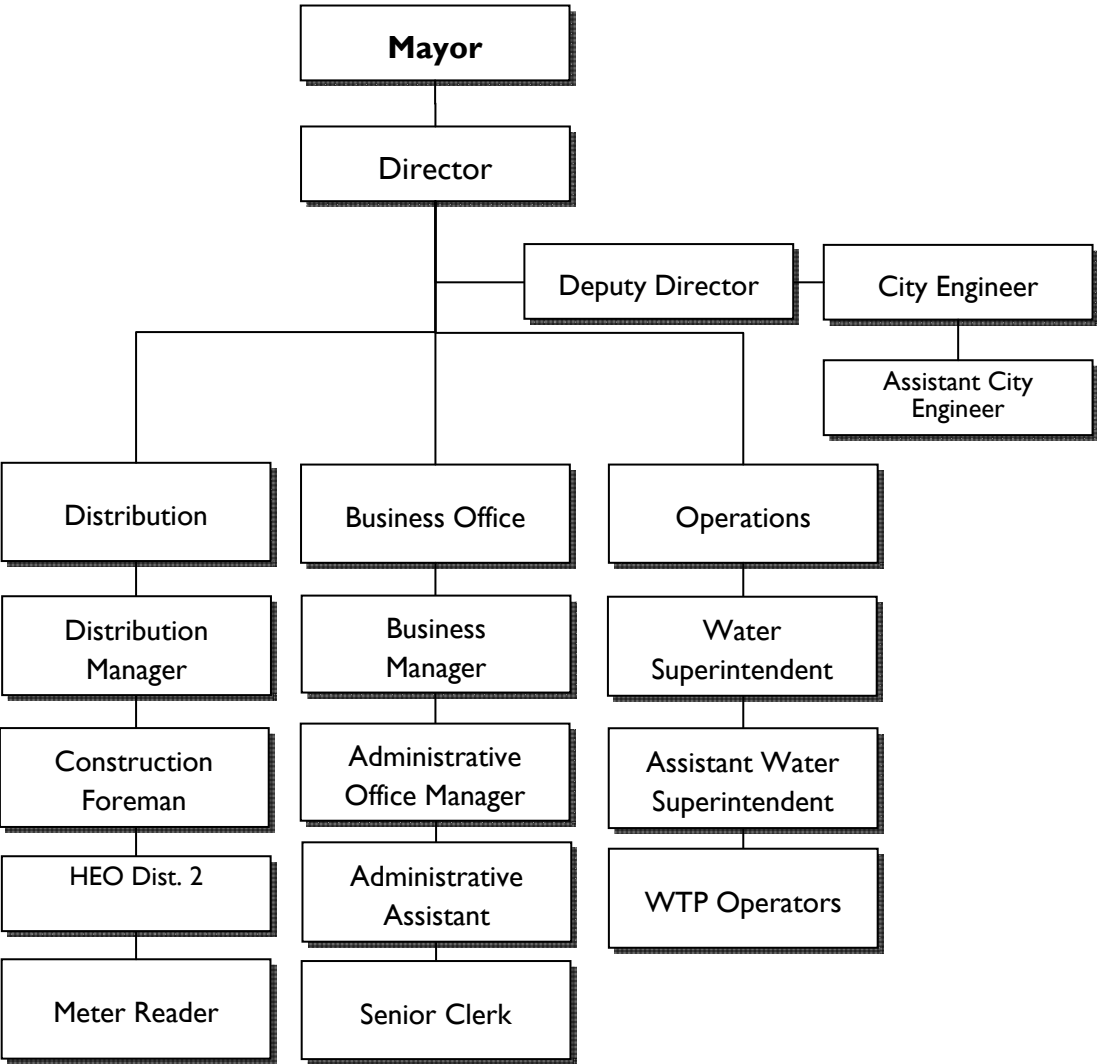 Mayor
Director
Deputy Director
City Engineer
Assistant City
Engineer
Distribution
Business Office
Operations
Distribution
Manager
Business
Manager
Water
Superintendent
Construction
Foreman
Administrative
Office Manager
Assistant Water
Superintendent
HEO Dist. 2
Administrative
Assistant
WTP Operators
Meter Reader
Senior Clerk